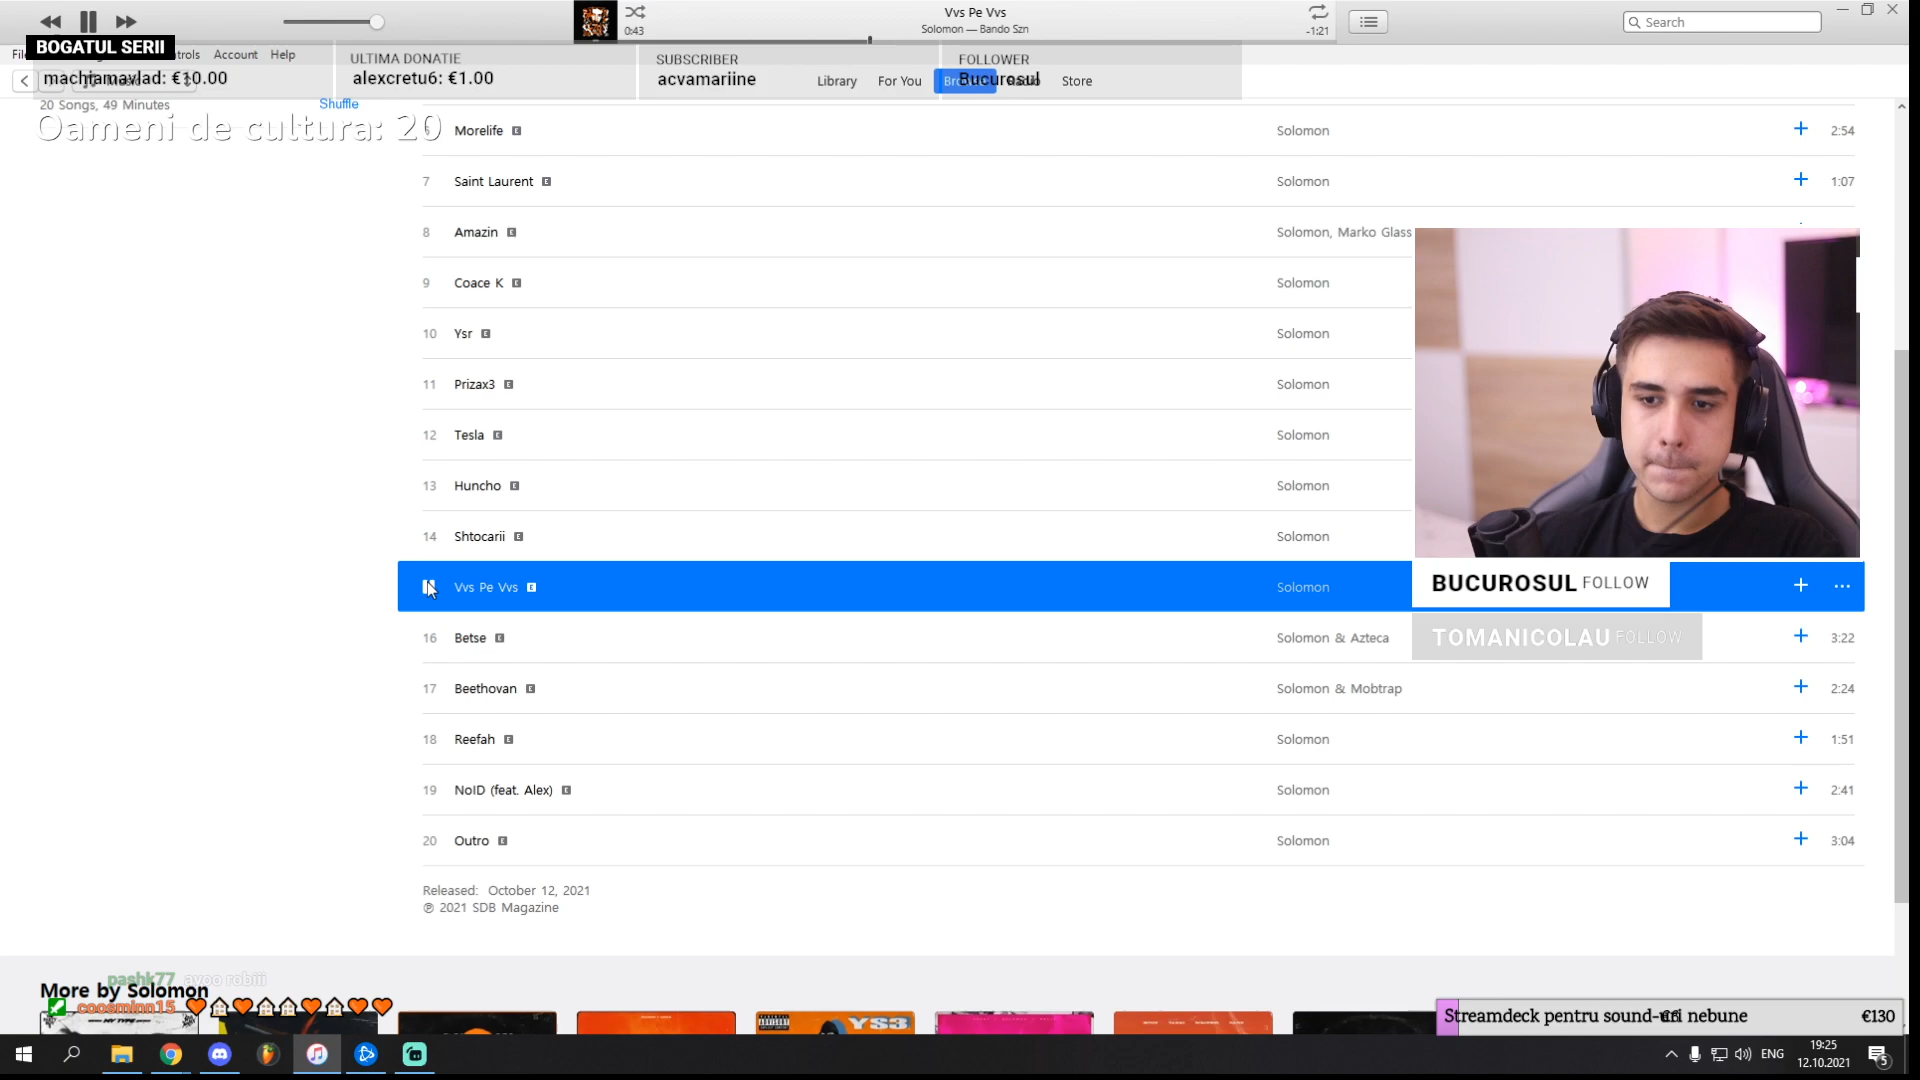 Vvs Pe Vvs
0:43
Solomon — Bando Szn
-1:21
Search
BOGATUL SERII
Account
Help
ULTIMA DONATIE
SUBSCRIBER
FOLLOWER
machiamavlad: €10.00
alexcretu6: €1.00
acvamariine
Library
For You
Bucurosul
Store
20 Songs, 49 Minutes
Shuffle
Oameni de cultura: 20
Morelife E
Solomon
2:54
7 Saint Laurent E
Solomon
1:07
8 Amazin E
Solomon, Marko Glass
9 Coace K E
Solomon
10 Ysr E
Solomon
11 Prizax3 E
Solomon
12 Tesla E
Solomon
13 Huncho E
Solomon
14 Shtocarii E
Solomon
Vvs Pe Vvs E
Solomon
BUCUROSUL FOLLOW
16 Betse E
Solomon & Azteca
TOMANICOLAU FOLLOW
3:22
17 Beethovan E
Solomon & Mobtrap
2:24
18 Reefah E
Solomon
1:51
19 NoID (feat. Alex) E
Solomon
2:41
20 Outro E
Solomon
3:04
Released: October 12, 2021
℗ 2021 SDB Magazine
pashk77 ayoo robiii
More by Solomon
coosminn15
YS3
Streamdeck pentru sound-uri nebune
€130
ENG
19:25
12.10.2021
5